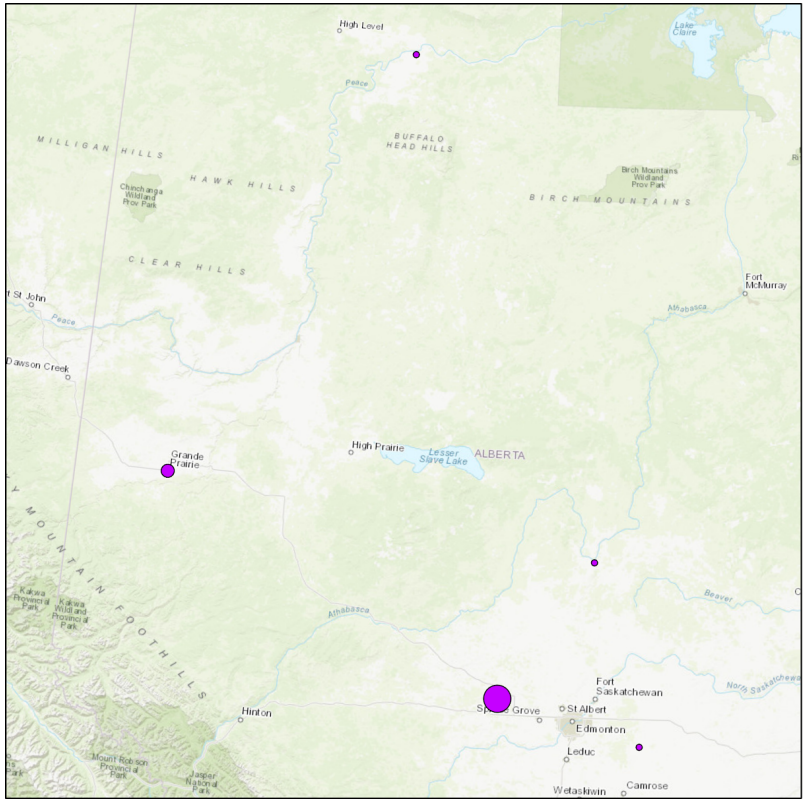 High Level
Lake
Claire
Peace
BUFFALO
HEAD HILLS
MILLIGAN HILLS
HAWK HILLS
Chinchaga
Wildland
Prov Park
Birch Mountains
Wildland
Prov Park
BIRCH MOUNTAINS
CLEAR HILLS
Fort
McMurray
t St John
Peace
Athabasca
Dawson Creek
Grande
Prairie
High Prairie
Lesser
Slave Lake
ALBERTA
Y MOUNTAIN FOOTHILLS
Kakwa
Provincial
Park
Kakwa
Wildland
Provincial
Park
Athabasca
Beaver
Fort
Saskatchewan
North Saskatchewa
Hinton
Grove
St Albert
Edmonton
Leduc
Mount Robson
Provincial
Park
Jasper
National
Park
Park
Wetaskiwin
Camrose